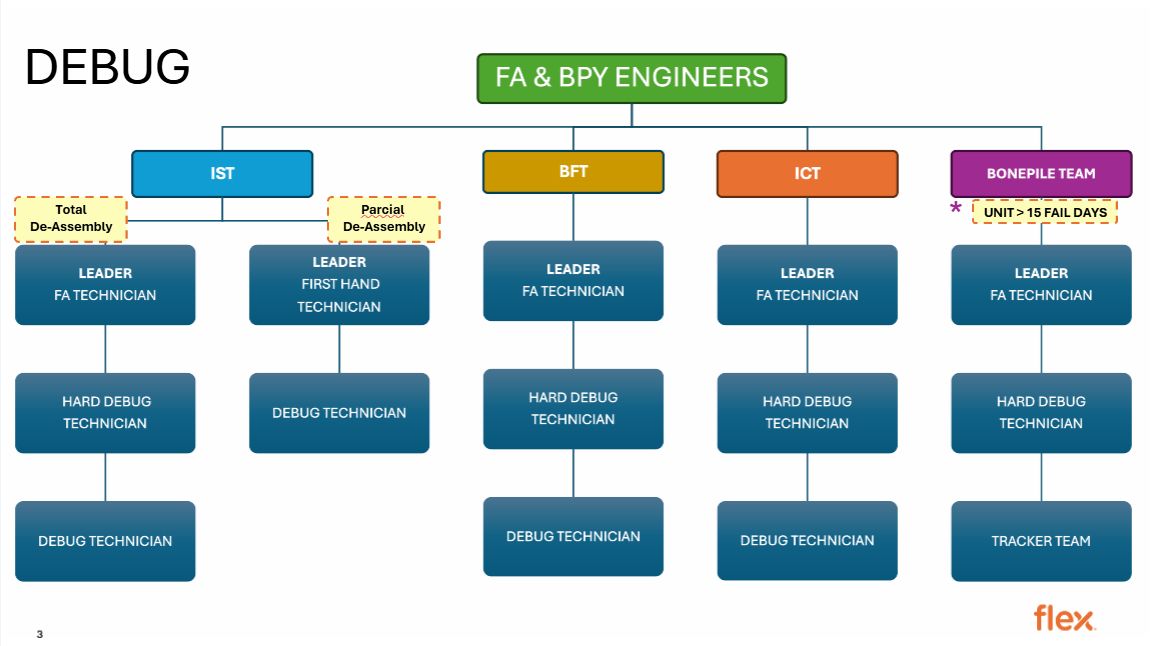 DEBUG
FA & BPY ENGINEERS
IST
BFT
ICT
BONEPILE TEAM
Total
De-Assembly
Parcial
De-Assembly
* UNIT > 15 FAIL DAYS
LEADER
FA TECHNICIAN
LEADER
FIRST HAND
TECHNICIAN
LEADER
FA TECHNICIAN
LEADER
FA TECHNICIAN
LEADER
FA TECHNICIAN
HARD DEBUG
TECHNICIAN
DEBUG TECHNICIAN
HARD DEBUG
TECHNICIAN
HARD DEBUG
TECHNICIAN
HARD DEBUG
TECHNICIAN
DEBUG TECHNICIAN
DEBUG TECHNICIAN
DEBUG TECHNICIAN
TRACKER TEAM
3
flex